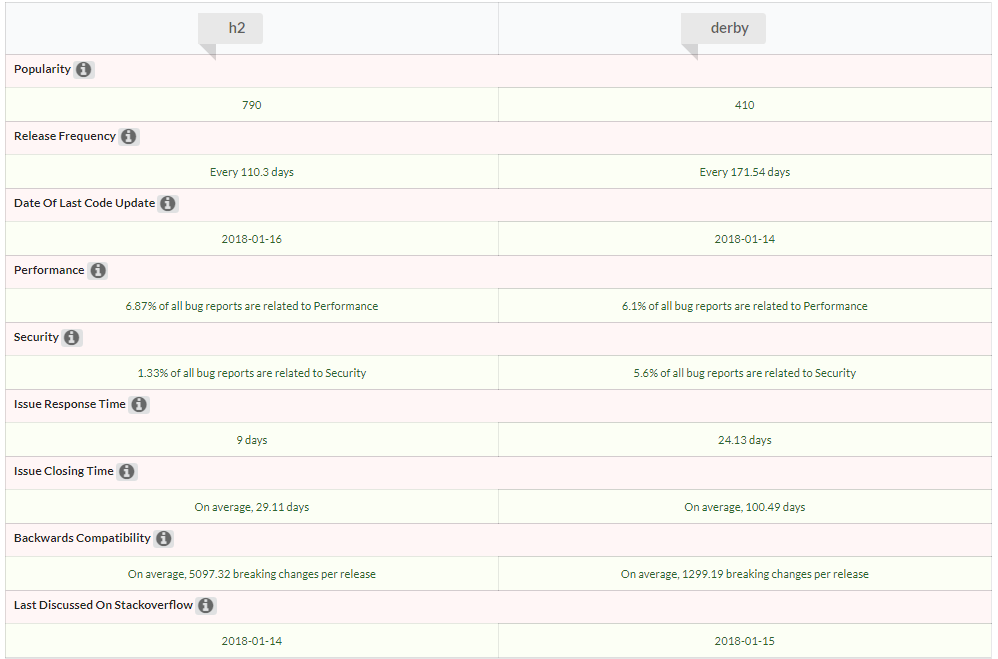 h2 derby
Popularity
790 410
Release Frequency
Every 110.3 days Every 171.54 days
Date Of Last Code Update
2018-01-16 2018-01-14
Performance
6.87% of all bug reports are related to Performance 6.1% of all bug reports are related to Performance
Security
1.33% of all bug reports are related to Security 5.6% of all bug reports are related to Security
Issue Response Time
9 days 24.13 days
Issue Closing Time
On average, 29.11 days On average, 100.49 days
Backwards Compatibility
On average, 5097.32 breaking changes per release On average, 1299.19 breaking changes per release
Last Discussed On Stackoverflow
2018-01-14 2018-01-15